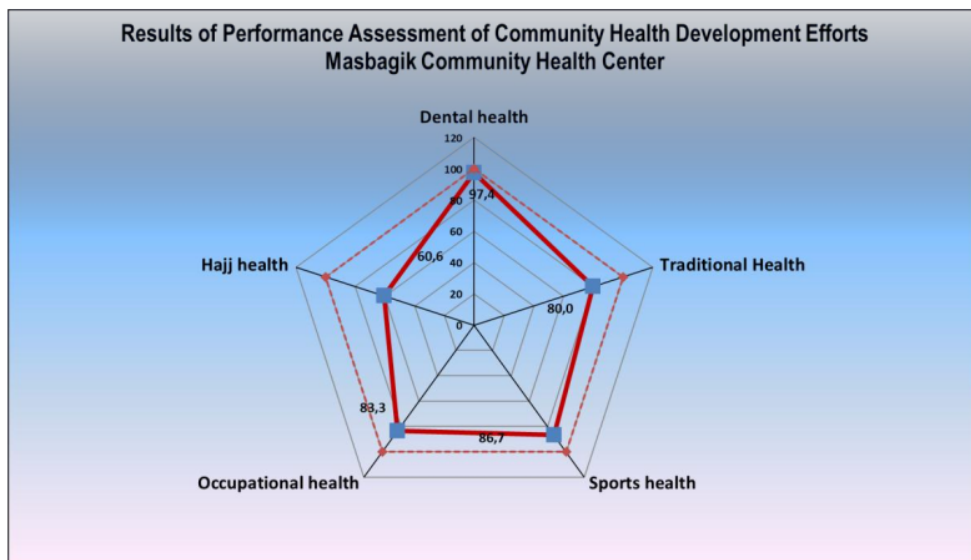 Results of Performance Assessment of Community Health Development Efforts
Masbagik Community Health Center
Dental health
120
100
97,4
80
60
60,6
Hajj health
Traditional Health
40
80,0
20
0
83,3
86,7
Occupational health
Sports health